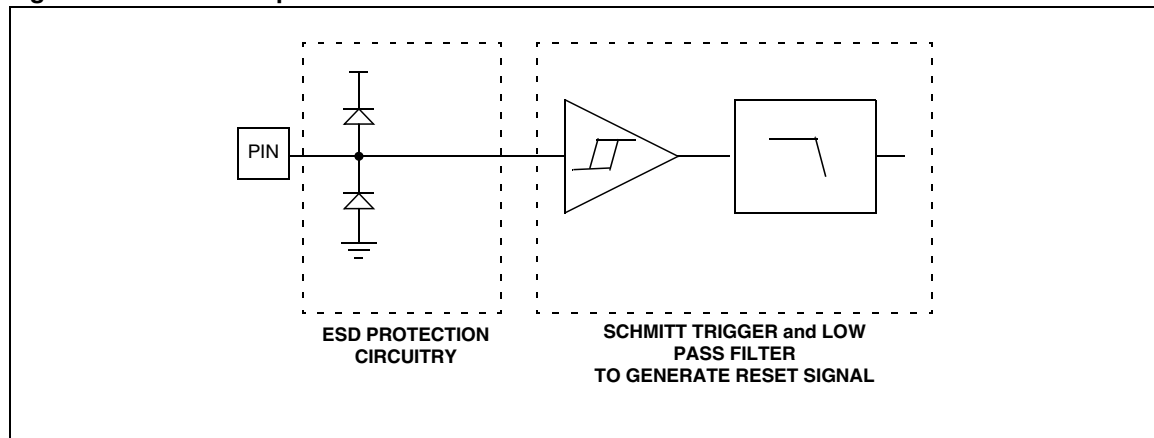 PIN
ESD PROTECTION
CIRCUITRY
SCHMITT TRIGGER and LOW
PASS FILTER
TO GENERATE RESET SIGNAL